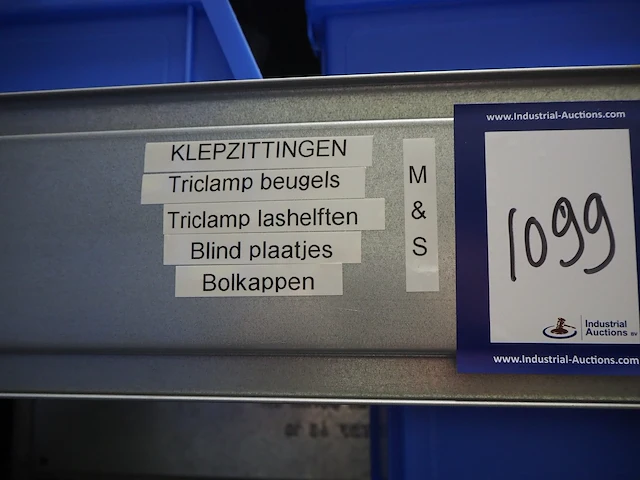 KLEPZITTINGEN
Triclamp beugels
Triclamp lashelften
Blind plaatjes
Bolkappen
M
&
S
www.Industrial-Auctions.com
1099
Industrial
Auctions BV
www.Industrial-Auctions.com